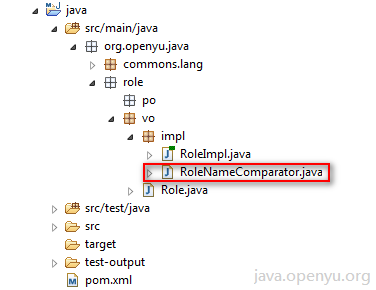 java
src/main/java
org.openyu.java
commons.lang
role
po
vo
impl
RoleImpl.java
RoleNameComparator.java
Role.java
src/test/java
src
target
test-output
pom.xml
java.openyu.org